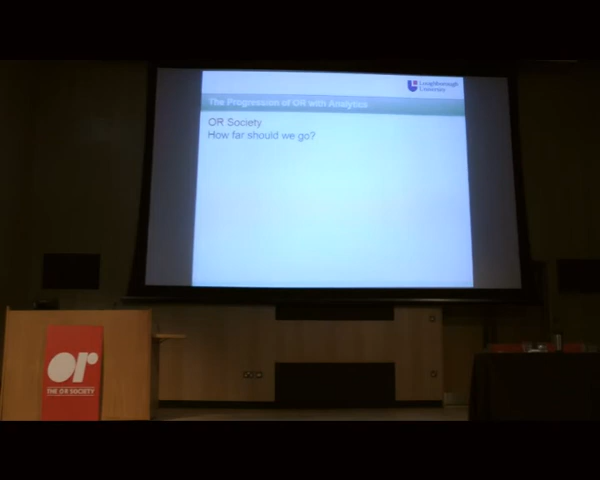 Loughborough
University
The Progression of OR with Analytics
OR Society
How far should we go?
or
THE OR SOCIETY